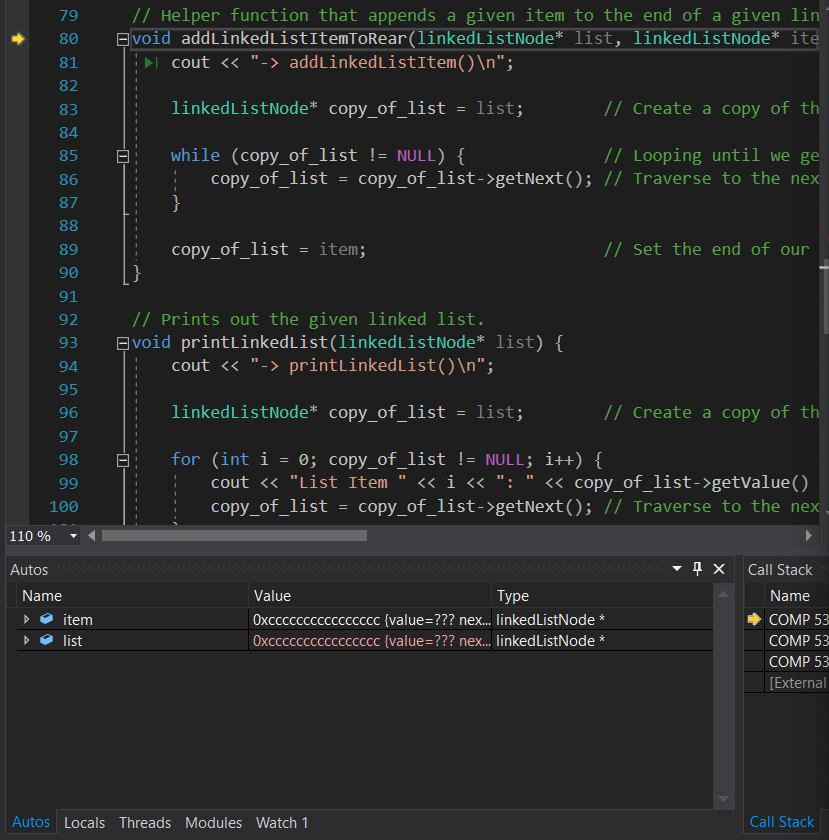 79 // Helper function that appends a given item to the end of a given lin
80 void addLinkedListItemToRear(linkedListNode* list, linkedListNode* ite
81 cout << "-> addLinkedListItem()\n";
82
83 linkedListNode* copy_of_list = list; // Create a copy of th
84
85 while (copy_of_list != NULL) { // Looping until we ge
86 copy_of_list = copy_of_list->getNext(); // Traverse to the nex
87 }
88
89 copy_of_list = item; // Set the end of our
90 }
91
92 // Prints out the given linked list.
93 void printLinkedList(linkedListNode* list) {
94 cout << "-> printLinkedList()\n";
95
96 linkedListNode* copy_of_list = list; // Create a copy of th
97
98 for (int i = 0; copy_of_list != NULL; i++) {
99 cout << "List Item " << i << ": " << copy_of_list->getValue()
100 copy_of_list = copy_of_list->getNext(); // Traverse to the nex
110 %
Autos
Name Value Type
item 0xcccccccccccccccc {value=??? nex... linkedListNode *
list 0xcccccccccccccccc {value=??? nex... linkedListNode *
Autos Locals Threads Modules Watch 1
Call Stack
Name
COMP 53
COMP 53
COMP 53
[External
Call Stack